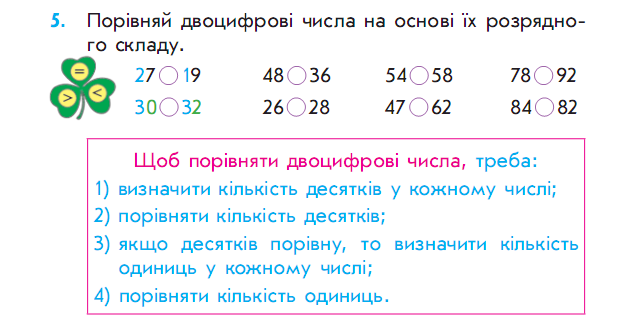 5. Порівняй двоцифрові числа на основі їх розрядно-
го складу.
= > <
27 ○ 19 48 ○ 36 54 ○ 58 78 ○ 92
30 ○ 32 26 ○ 28 47 ○ 62 84 ○ 82
Щоб порівняти двоцифрові числа, треба:
1) визначити кількість десятків у кожному числі;
2) порівняти кількість десятків;
3) якщо десятків порівну, то визначити кількість
одиниць у кожному числі;
4) порівняти кількість одиниць.